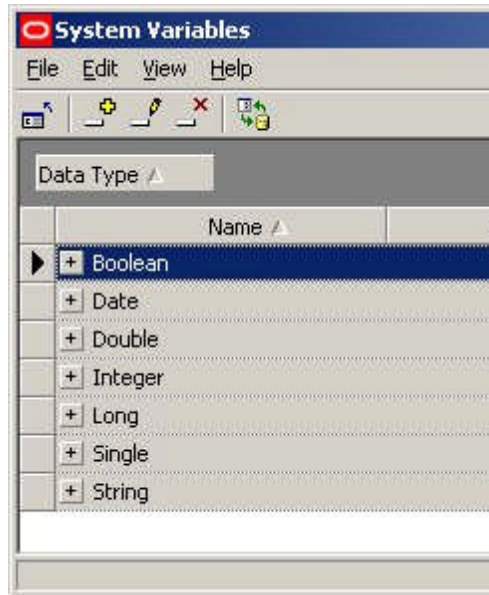 System Variables
File Edit View Help
Data Type
Name
Boolean
Date
Double
Integer
Long
Single
String